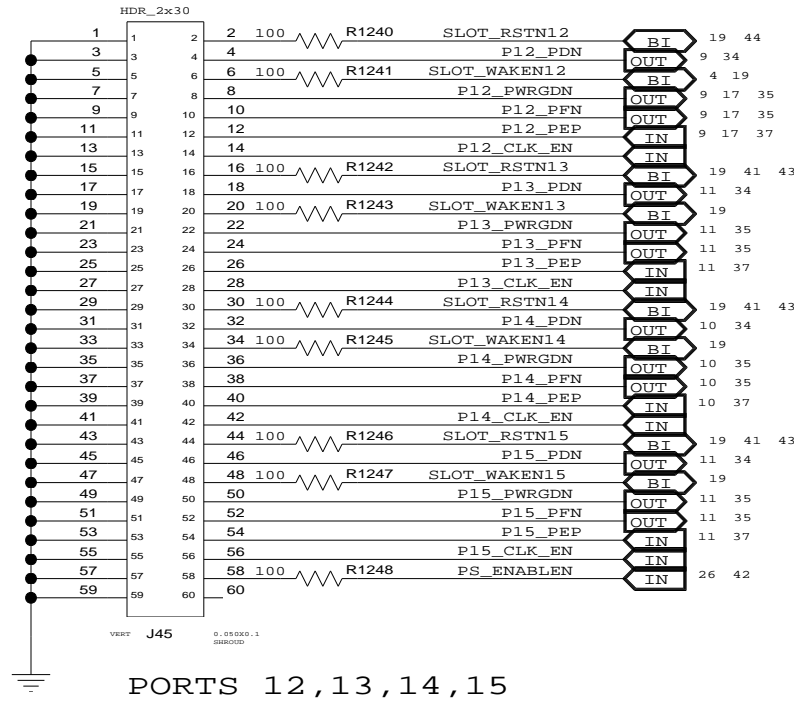 HDR_2x30
1 1 2 2 100 R1240 SLOT_RSTN12 BI 19 44
3 3 4 4 P12_PDN OUT 9 34
5 5 6 6 100 R1241 SLOT_WAKEN12 BI 4 19
7 7 8 8 P12_PWRGDN OUT 9 17 35
9 9 10 10 P12_PFN OUT 9 17 35
11 11 12 12 P12_PEP IN 9 17 37
13 13 14 14 P12_CLK_EN IN
15 15 16 16 100 R1242 SLOT_RSTN13 BI 19 41 43
17 17 18 18 P13_PDN OUT 11 34
19 19 20 20 100 R1243 SLOT_WAKEN13 BI 19
21 21 22 22 P13_PWRGDN OUT 11 35
23 23 24 24 P13_PFN OUT 11 35
25 25 26 26 P13_PEP IN 11 37
27 27 28 28 P13_CLK_EN IN
29 29 30 30 100 R1244 SLOT_RSTN14 BI 19 41 43
31 31 32 32 P14_PDN OUT 10 34
33 33 34 34 100 R1245 SLOT_WAKEN14 BI 19
35 35 36 36 P14_PWRGDN OUT 10 35
37 37 38 38 P14_PFN OUT 10 35
39 39 40 40 P14_PEP IN 10 37
41 41 42 42 P14_CLK_EN IN
43 43 44 44 100 R1246 SLOT_RSTN15 BI 19 41 43
45 45 46 46 P15_PDN OUT 11 34
47 47 48 48 100 R1247 SLOT_WAKEN15 BI 19
49 49 50 50 P15_PWRGDN OUT 11 35
51 51 52 52 P15_PFN OUT 11 35
53 53 54 54 P15_PEP IN 11 37
55 55 56 56 P15_CLK_EN IN
57 57 58 58 100 R1248 PS_ENABLEN IN 26 42
59 59 60 60
VERT J45 0.050X0.1
SHROUD
PORTS 12,13,14,15